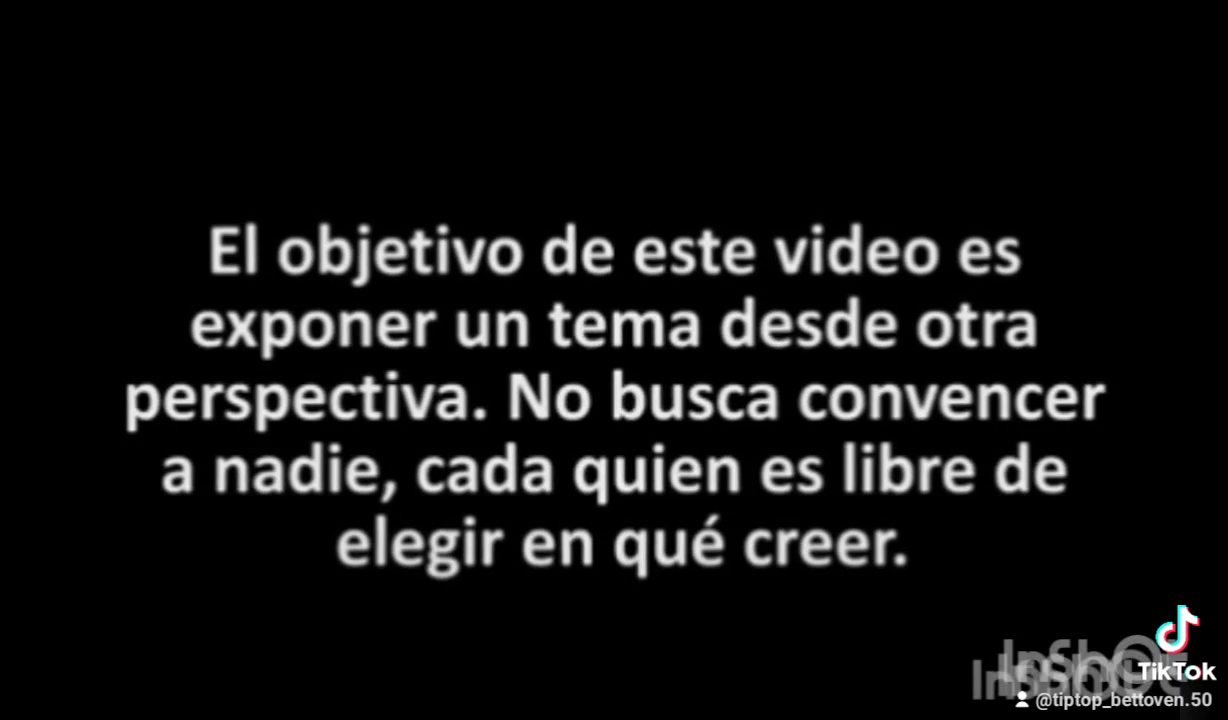 El objetivo de este video es
exponer un tema desde otra
perspectiva. No busca convencer
a nadie, cada quien es libre de
elegir en qué creer.
InShOt
TikTok
@tiptop_bettoven.50